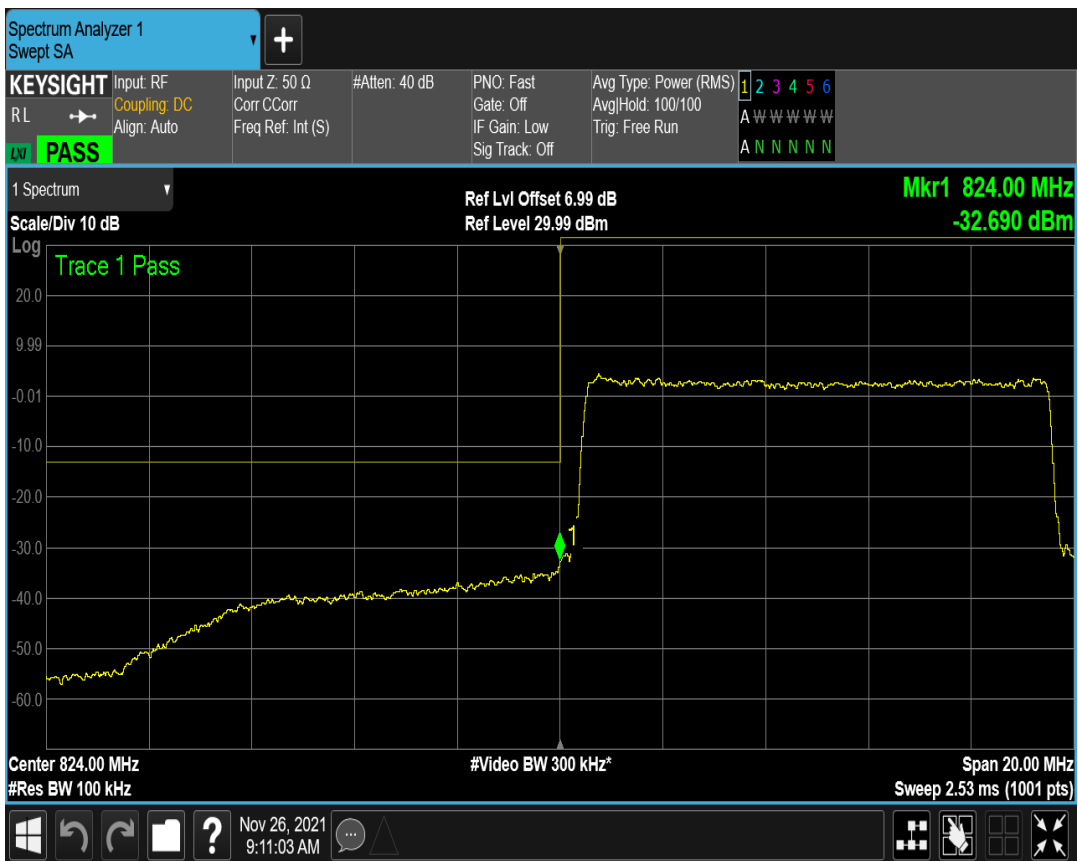 Spectrum Analyzer 1
Swept SA
+
KEYSIGHT
RL
LXI PASS
Input: RF
Coupling: DC
Align: Auto
Input Z: 50 Ω
Corr CCorr
Freq Ref: Int (S)
#Atten: 40 dB
PNO: Fast
Gate: Off
IF Gain: Low
Sig Track: Off
Avg Type: Power (RMS)
Avg|Hold: 100/100
Trig: Free Run
1 2 3 4 5 6
A W W W W W
A N N N N N
1 Spectrum
Scale/Div 10 dB
Ref Lvl Offset 6.99 dB
Ref Level 29.99 dBm
Mkr1 824.00 MHz
-32.690 dBm
Log
Trace 1 Pass
20.0
9.99
-0.01
-10.0
-20.0
-30.0
-40.0
-50.0
-60.0
1
Center 824.00 MHz
#Res BW 100 kHz
#Video BW 300 kHz*
Span 20.00 MHz
Sweep 2.53 ms (1001 pts)
?
Nov 26, 2021
9:11:03 AM